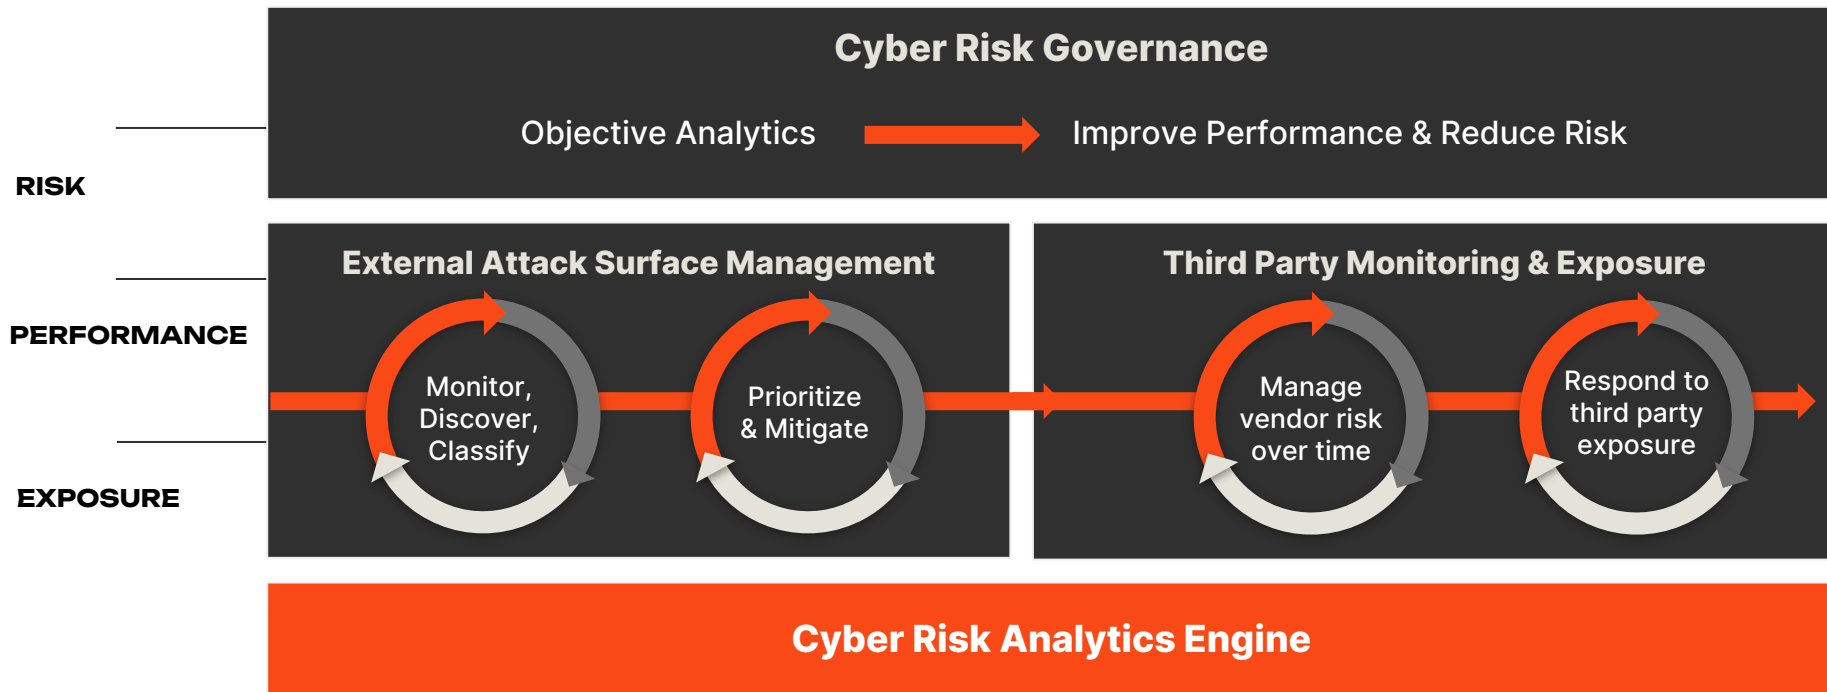 Cyber Risk Governance
Objective Analytics
Improve Performance & Reduce Risk
RISK
PERFORMANCE
EXPOSURE
External Attack Surface Management
Monitor,
Discover,
Classify
Prioritize
& Mitigate
Third Party Monitoring & Exposure
Manage
vendor risk
over time
Respond to
third party
exposure
Cyber Risk Analytics Engine